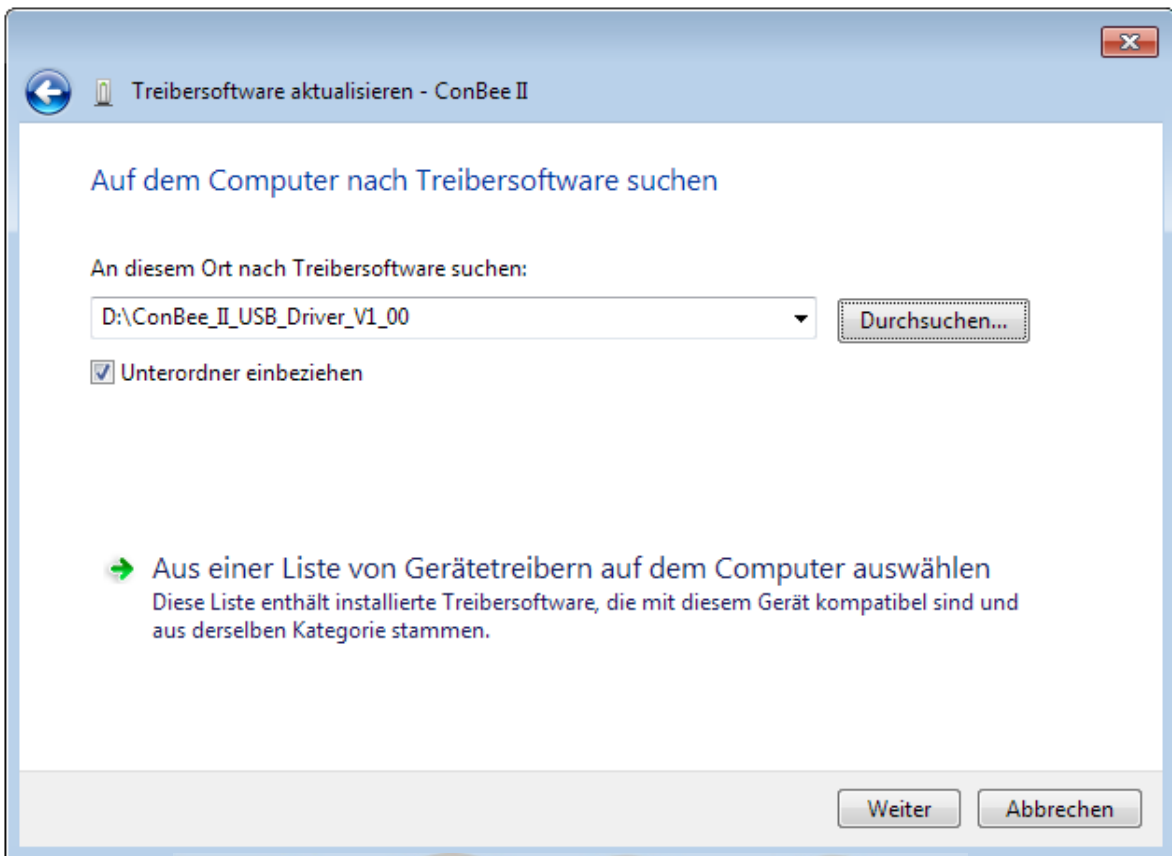 Treibersoftware aktualisieren - ConBee II
Auf dem Computer nach Treibersoftware suchen
An diesem Ort nach Treibersoftware suchen:
D:\ConBee_II_USB_Driver_V1_00
Durchsuchen...
Unterordner einbeziehen
Aus einer Liste von Gerätetreibern auf dem Computer auswählen
Diese Liste enthält installierte Treibersoftware, die mit diesem Gerät kompatibel sind und
aus derselben Kategorie stammen.
Weiter
Abbrechen